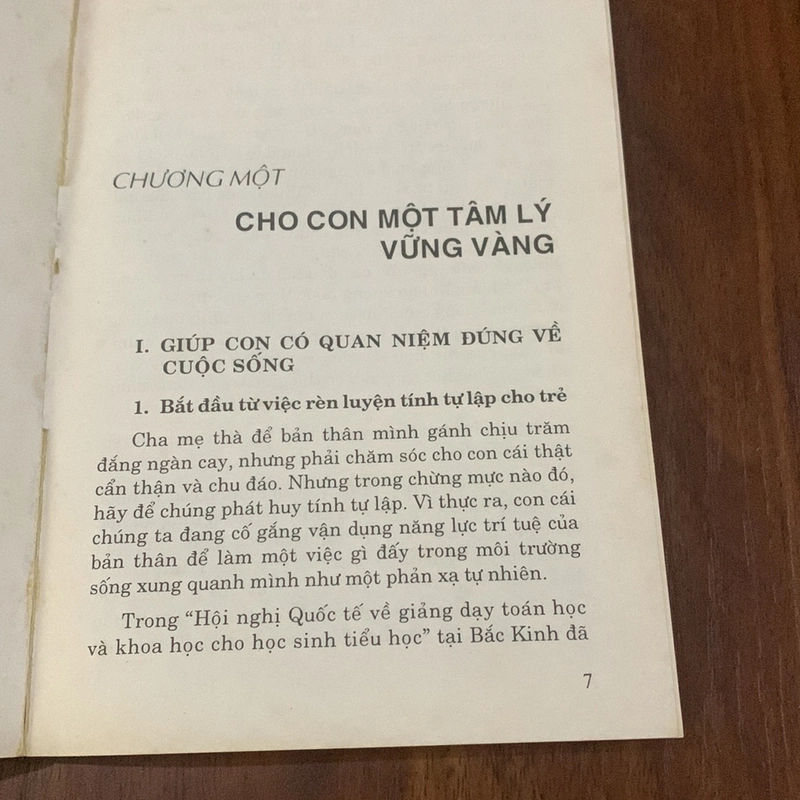 CHƯƠNG MỘT
CHO CON MỘT TÂM LÝ
VỮNG VÀNG
I. GIÚP CON CÓ QUAN NIỆM ĐÚNG VỀ
CUỘC SỐNG
1. Bắt đầu từ việc rèn luyện tính tự lập cho trẻ
Cha mẹ thà để bản thân mình gánh chịu trăm
đắng ngàn cay, nhưng phải chăm sóc cho con cái thật
cẩn thận và chu đáo. Nhưng trong chừng mực nào đó,
hãy để chúng phát huy tính tự lập. Vì thực ra, con cái
chúng ta đang cố gắng vận dụng năng lực trí tuệ của
bản thân để làm một việc gì đấy trong môi trường
sống xung quanh mình như một phản xạ tự nhiên.
Trong “Hội nghị Quốc tế về giảng dạy toán học
và khoa học cho học sinh tiểu học” tại Bắc Kinh đã
7